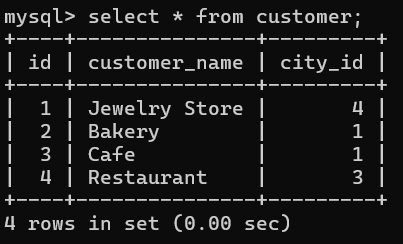 mysql> select * from customer;
+----+---------------+---------+
| id | customer_name | city_id |
+----+---------------+---------+
|  1 | Jewelry Store |       4 |
|  2 | Bakery        |       1 |
|  3 | Cafe          |       1 |
|  4 | Restaurant    |       3 |
+----+---------------+---------+
4 rows in set (0.00 sec)